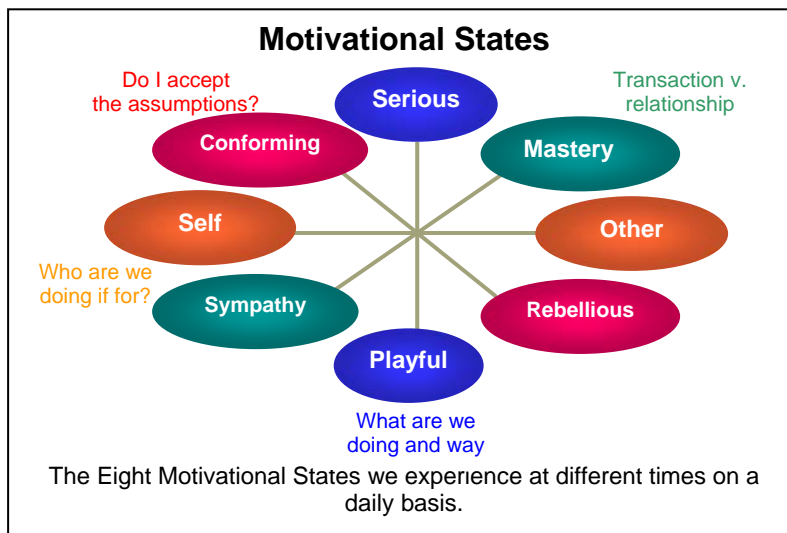 Motivational States
Do I accept
the assumptions?
Serious
Transaction v.
relationship
Conforming
Mastery
Self
Other
Who are we
doing if for?
Sympathy
Rebellious
Playful
What are we
doing and way
The Eight Motivational States we experience at different times on a
daily basis.